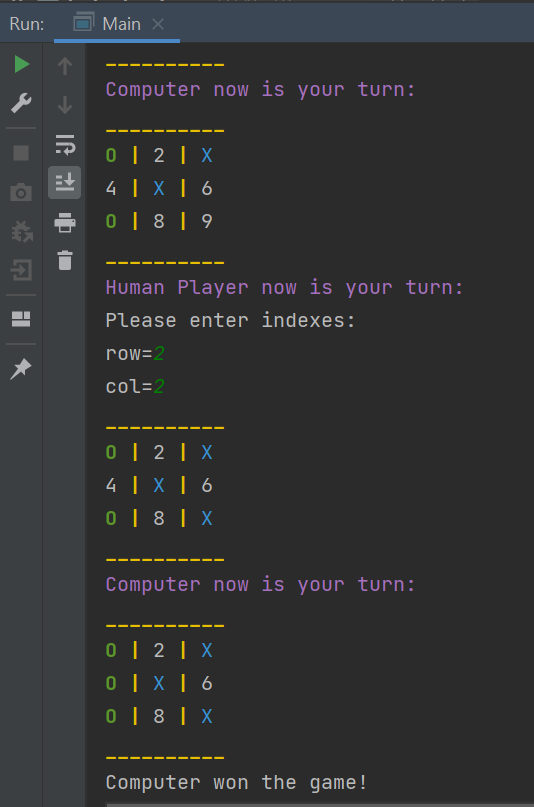 Run: Main
----------
Computer now is your turn:
----------
O | 2 | X
4 | X | 6
O | 8 | 9
----------
Human Player now is your turn:
Please enter indexes:
row=2
col=2
----------
O | 2 | X
4 | X | 6
O | 8 | X
----------
Computer now is your turn:
----------
O | 2 | X
O | X | 6
O | 8 | X
----------
Computer won the game!